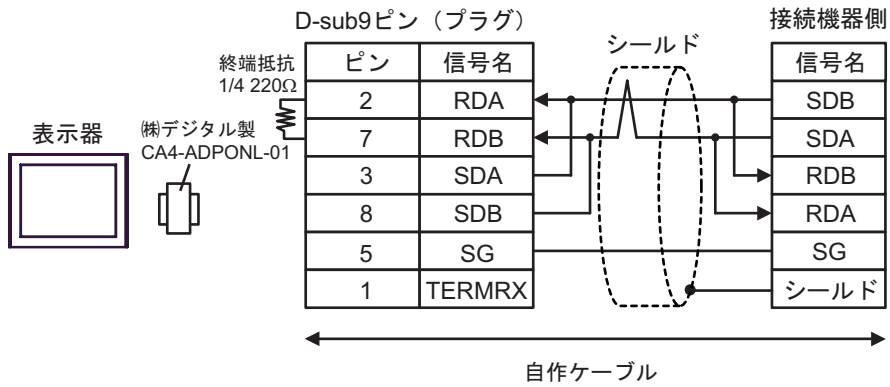 D-sub9ピン（プラグ）
接続機器側
シールド
終端抵抗
1/4 220Ω
ピン 信号名
信号名
2 RDA
SDB
7 RDB
SDA
3 SDA
RDB
8 SDB
RDA
5 SG
SG
1 TERMRX
シールド
表示器
㈱デジタル製
CA4-ADPONL-01
自作ケーブル